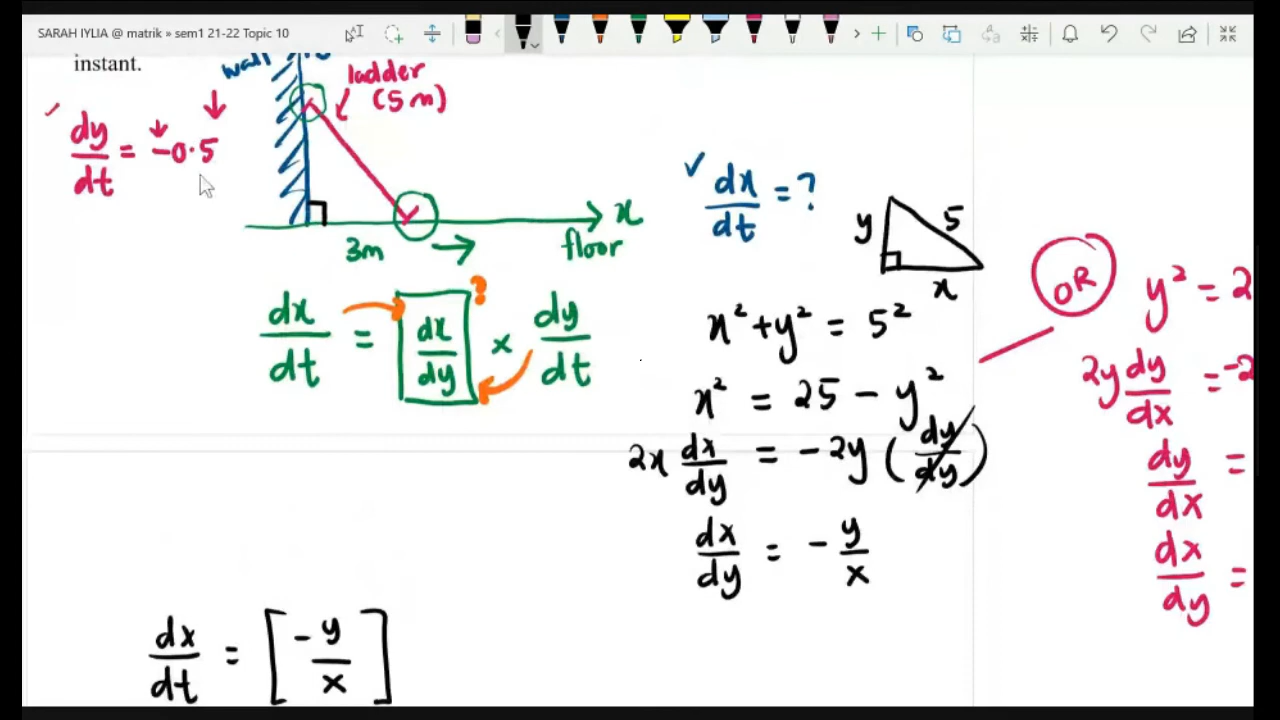 SARAH IYLIA @ matrik » sem1 21-22 Topic 10
instant.
wall
ladder
(5 m)
dy/dt = -0.5
3m
x
floor
dx/dt = ?
y
5
x
dx/dt = dx/dy ? × dy/dt
x² + y² = 5²
x² = 25 - y²
2x dx/dy = -2y (dy/dy)
dx/dy = - y/x
OR
y² = 2
2y dy/dx = -2
dy/dx =
dx/dy =
dx/dt = [ -y/x ]